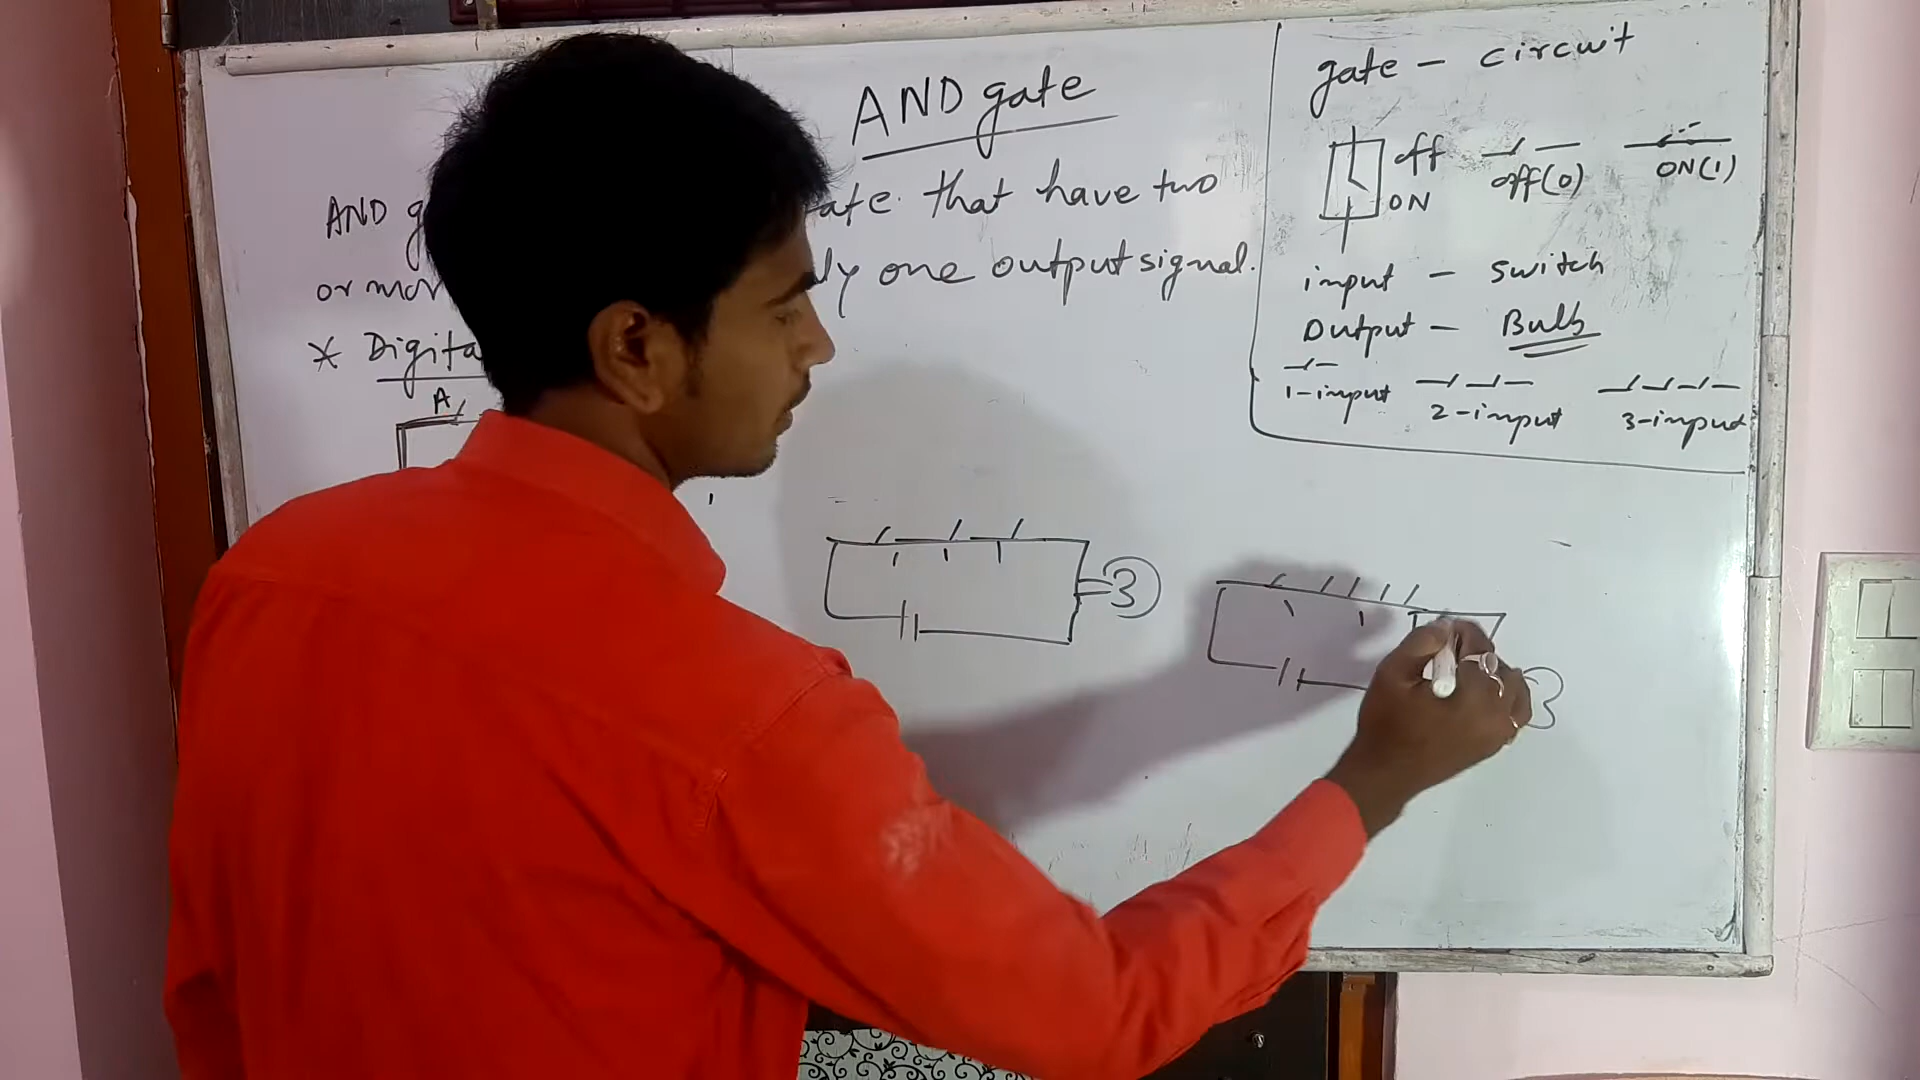 AND gate
AND g ate that have two
or mor ly one output signal.
* Digita
A
3
3
gate - circuit
off
ON
off(0)
ON(1)
input - switch
Output - Bulb
1-input 2-input 3-input